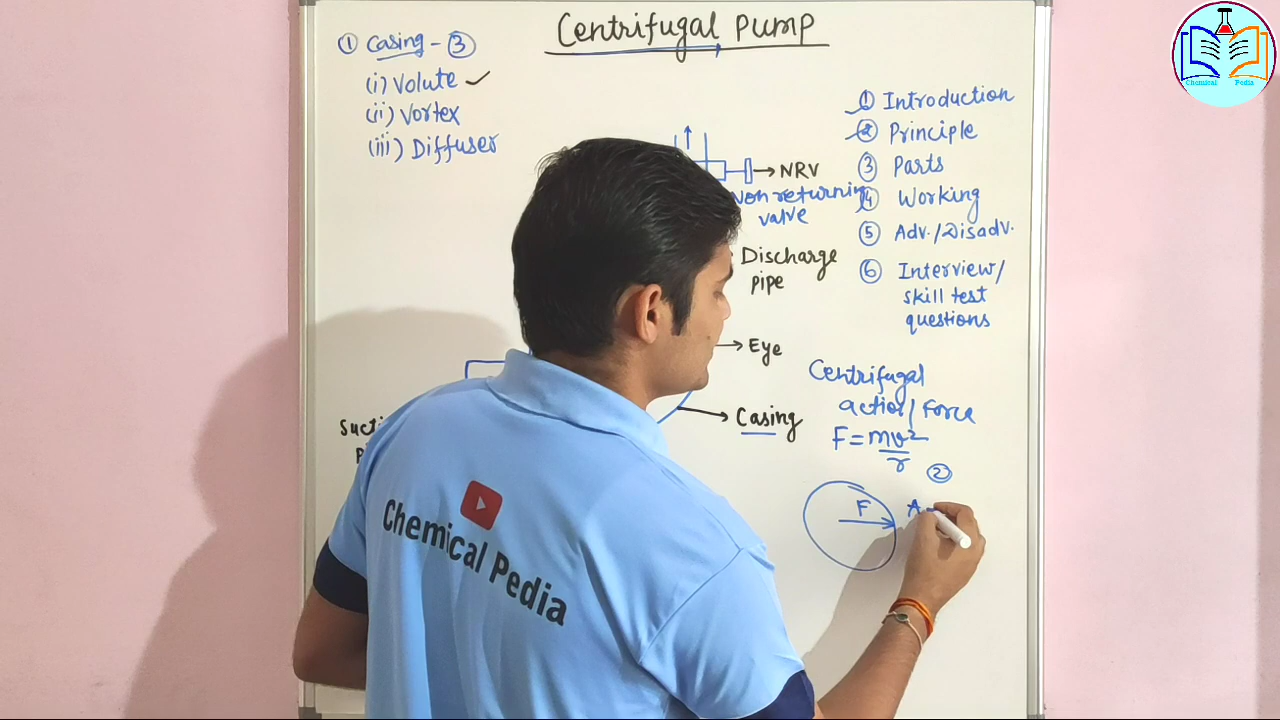 Centrifugal Pump
① Casing - ③
(i) Volute ✓
(ii) Vortex
(iii) Diffuser
① Introduction
② Principle
③ Parts
④ Working
⑤ Adv./Disadv.
⑥ Interview/
skill test
questions
NRV
Non returning
valve
Discharge
pipe
Eye
Casing
Centrifugal
action/Force
F = mv²
r
②
F
A
Chemical Pedia
Chemical Pedia